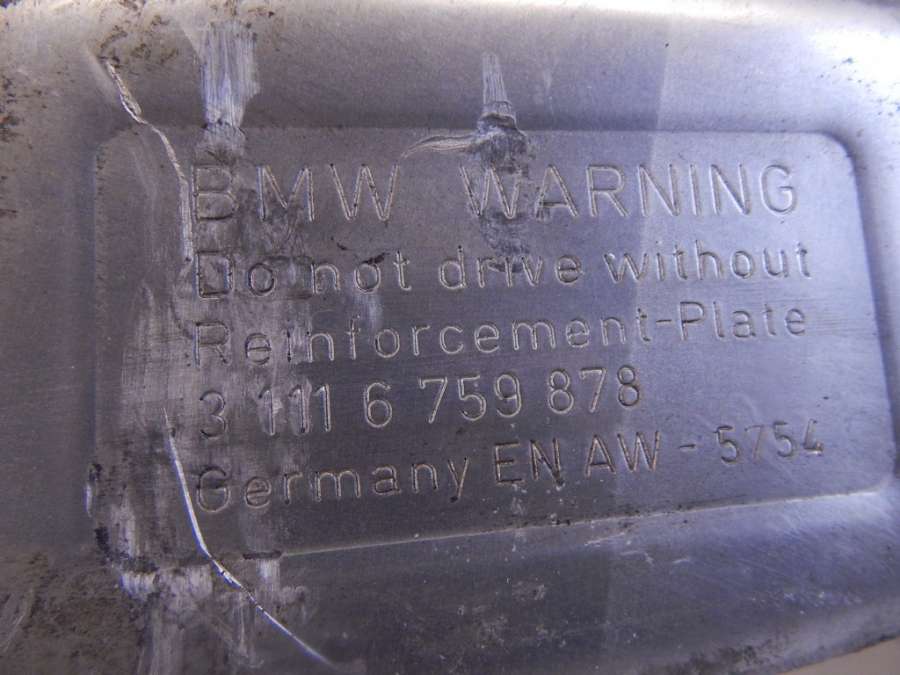 BMW WARNING
Do not drive without
Reinforcement-Plate
3 111 6 759 878
Germany EN AW - 5754